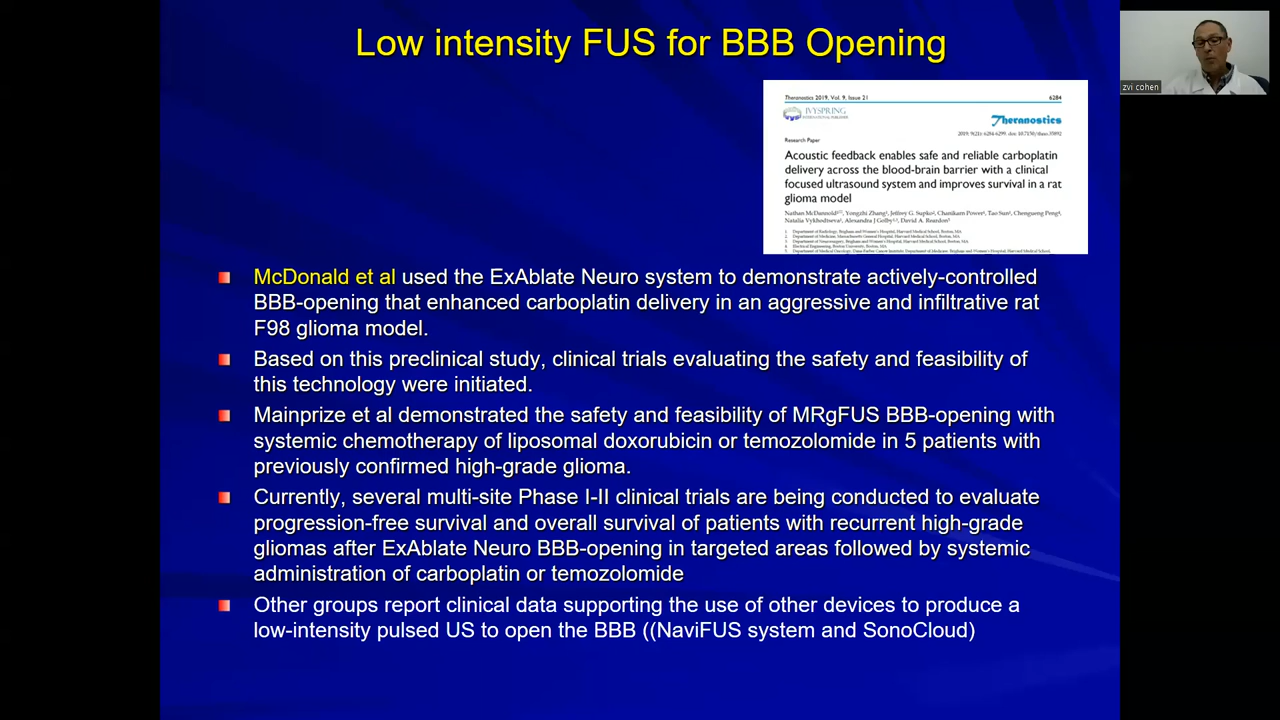 Low intensity FUS for BBB Opening
zvi cohen
Theranostics 2019, Vol. 9, Issue 21
6284
IVYSPRING
INTERNATIONAL PUBLISHER
Theranostics
Research Paper
Acoustic feedback enables safe and reliable carboplatin
delivery across the blood-brain barrier with a clinical
focused ultrasound system and improves survival in a rat
glioma model
McDonald et al used the ExAblate Neuro system to demonstrate actively-controlled
BBB-opening that enhanced carboplatin delivery in an aggressive and infiltrative rat
F98 glioma model.
Based on this preclinical study, clinical trials evaluating the safety and feasibility of
this technology were initiated.
Mainprize et al demonstrated the safety and feasibility of MRgFUS BBB-opening with
systemic chemotherapy of liposomal doxorubicin or temozolomide in 5 patients with
previously confirmed high-grade glioma.
Currently, several multi-site Phase I-II clinical trials are being conducted to evaluate
progression-free survival and overall survival of patients with recurrent high-grade
gliomas after ExAblate Neuro BBB-opening in targeted areas followed by systemic
administration of carboplatin or temozolomide
Other groups report clinical data supporting the use of other devices to produce a
low-intensity pulsed US to open the BBB ((NaviFUS system and SonoCloud)